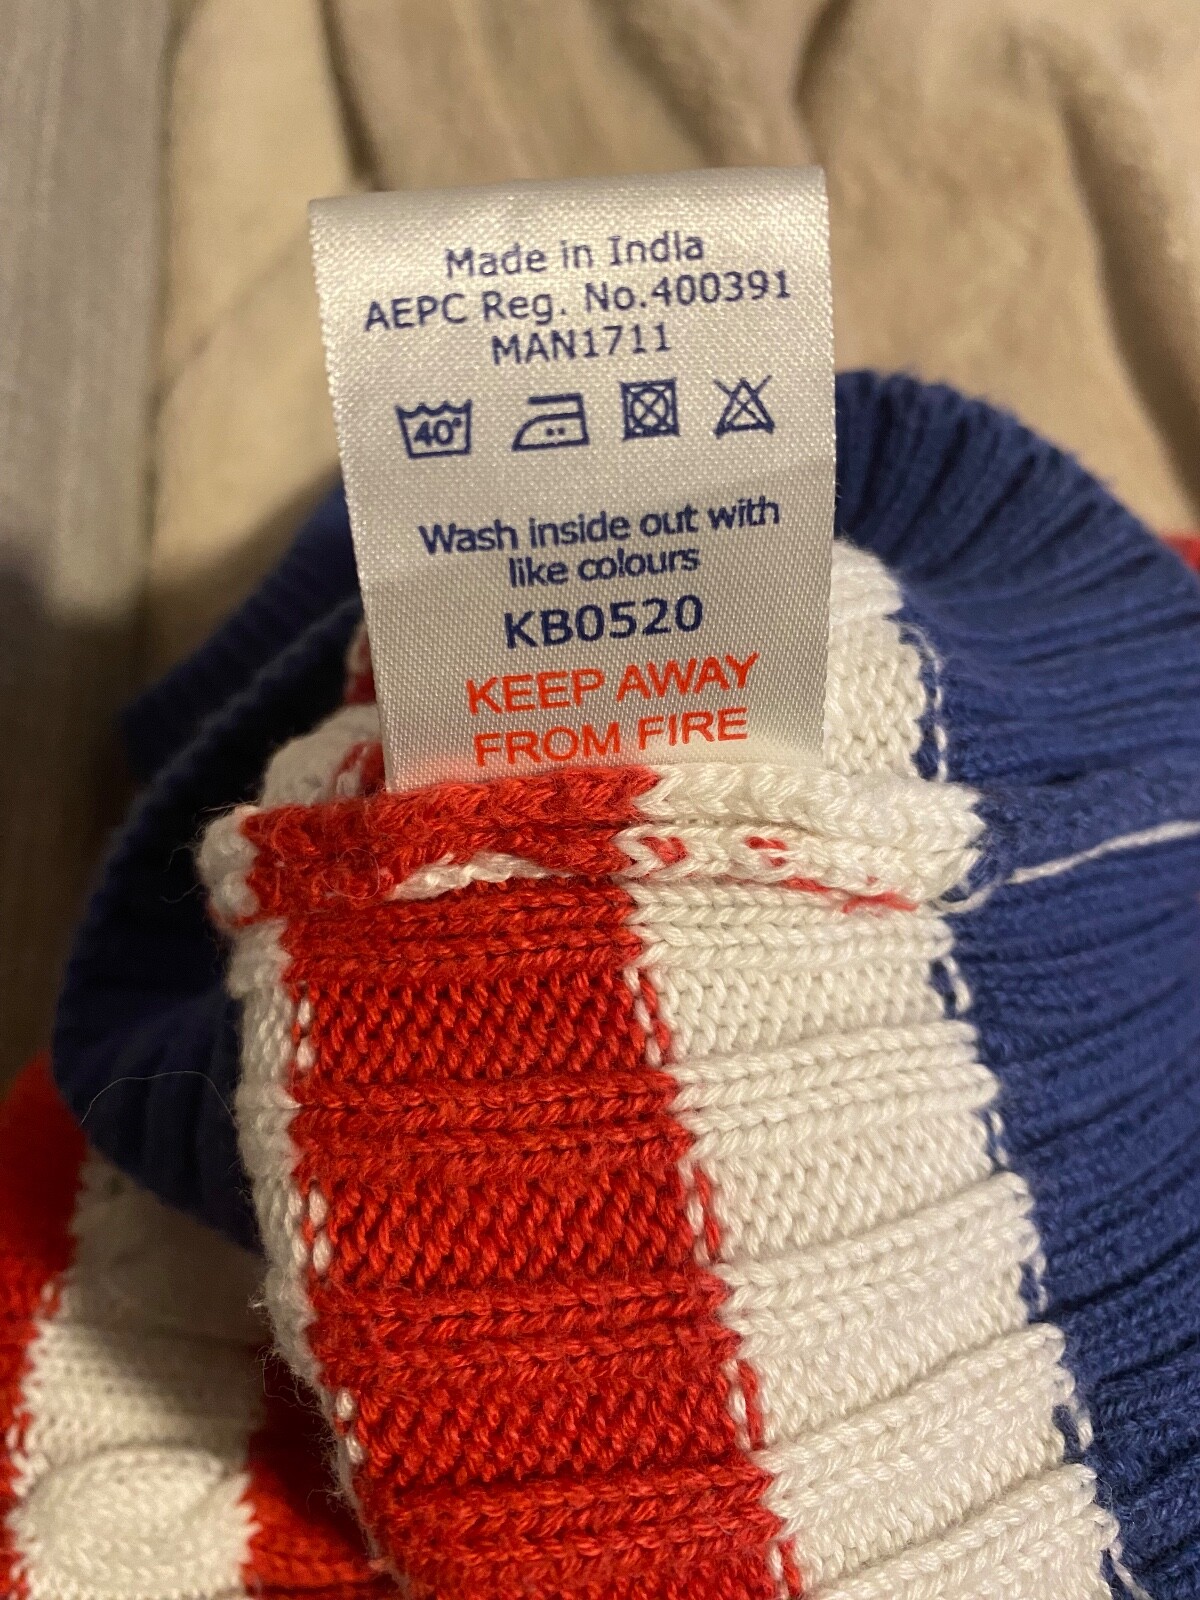 Made in India
AEPC Reg. No.400391
MAN1711
40°
Wash inside out with
like colours
KB0520
KEEP AWAY
FROM FIRE